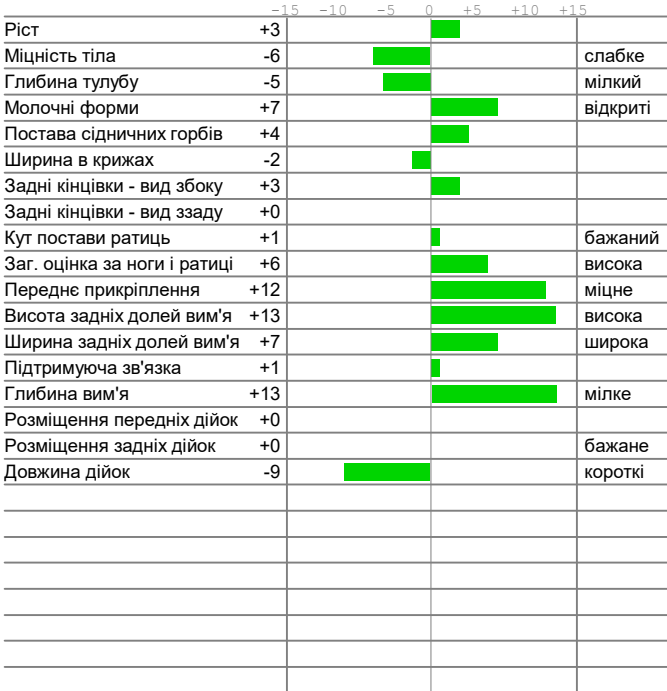 -15 -10 -5 0 +5 +10 +15
Ріст +3
Міцність тіла -6 слабке
Глибина тулубу -5 мілкий
Молочні форми +7 відкриті
Постава сідничних горбів +4
Ширина в крижах -2
Задні кінцівки - вид збоку +3
Задні кінцівки - вид ззаду +0
Кут постави ратиць +1 бажаний
Заг. оцінка за ноги і ратиці +6 висока
Переднє прикріплення +12 міцне
Висота задніх долей вим'я +13 висока
Ширина задніх долей вим'я +7 широка
Підтримуюча зв'язка +1
Глибина вим'я +13 мілке
Розміщення передніх дійок +0
Розміщення задніх дійок +0 бажане
Довжина дійок -9 короткі